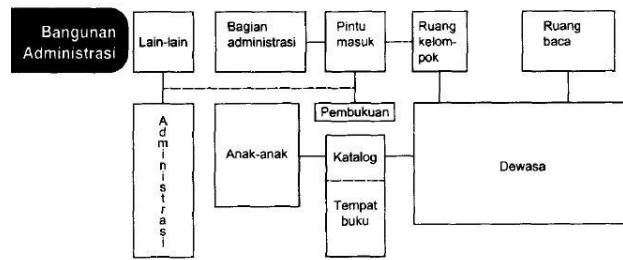 Bangunan
Administrasi
Lain-lain
Bagian
administrasi
Pintu
masuk
Ruang
kelom-
pok
Ruang
baca
Administrasi
Anak-anak
Pembukuan
Katalog
Tempat
buku
Dewasa